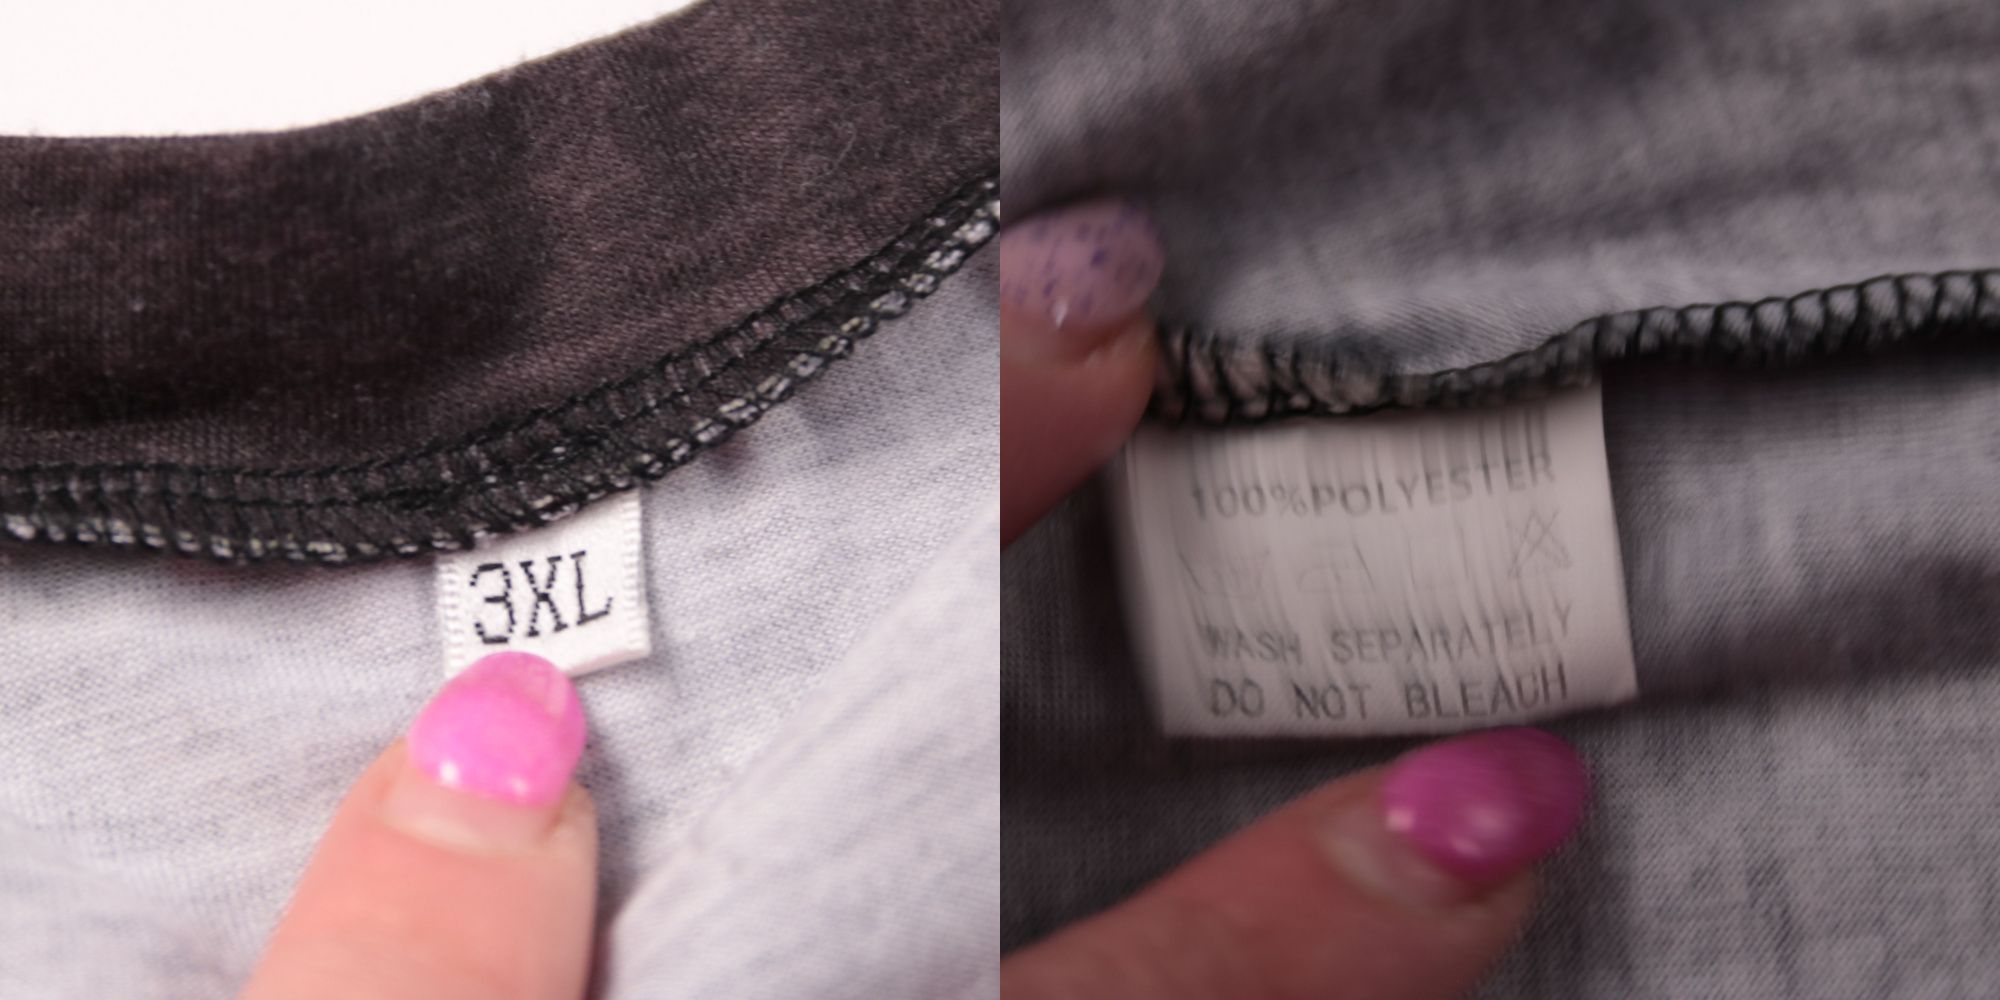 3XL
100%POLYESTER
WASH SEPARATELY
DO NOT BLEACH